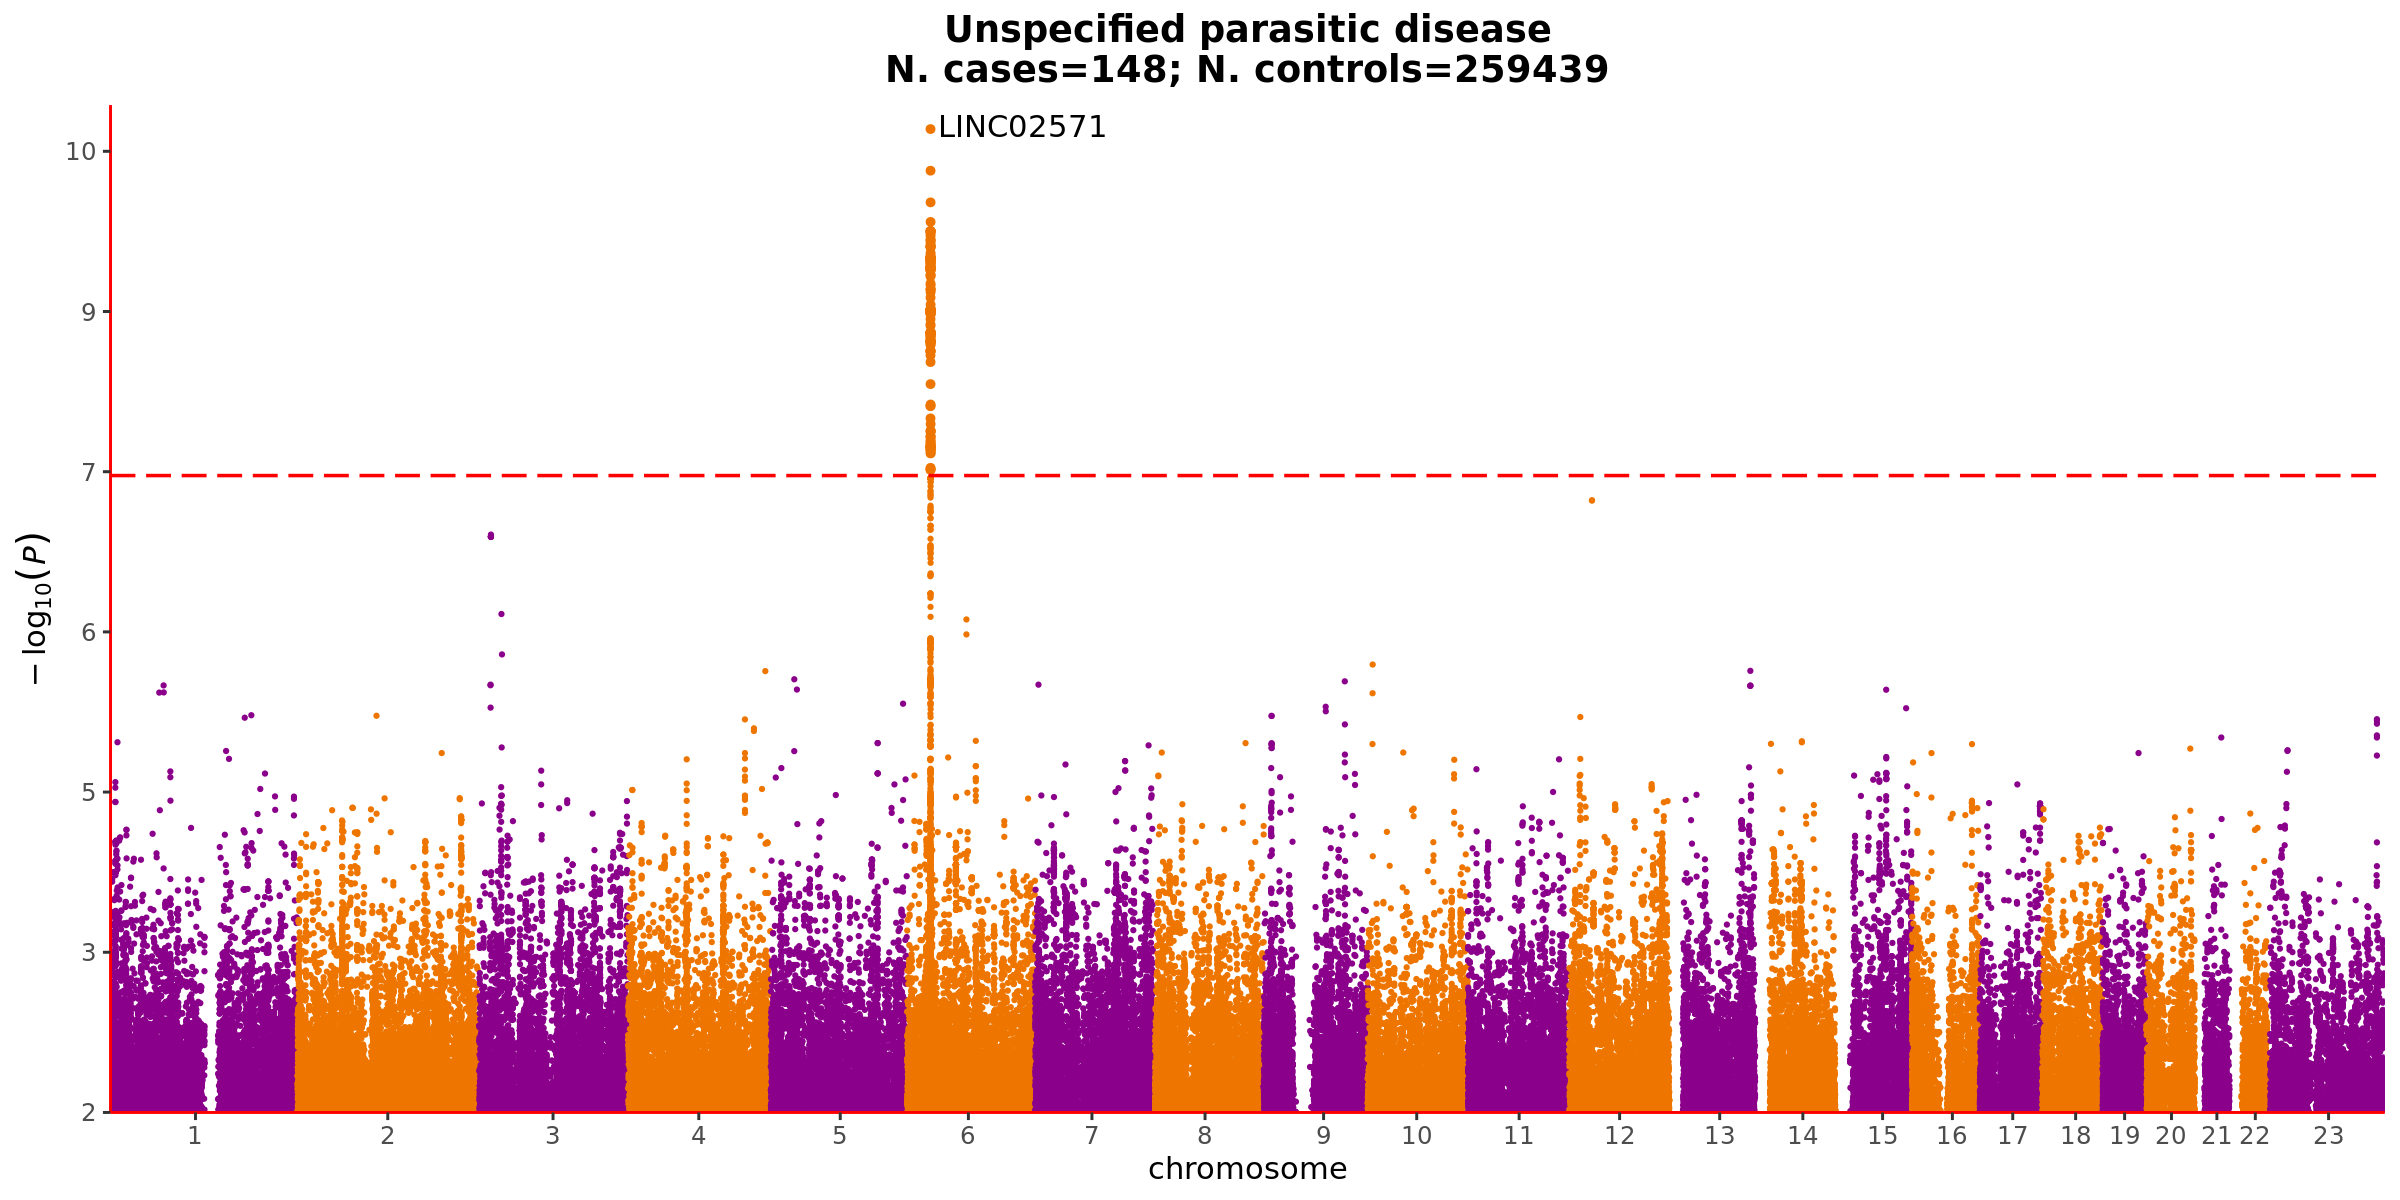 Unspecified parasitic disease
N. cases=148; N. controls=259439
LINC02571
10
9
7
6
5
3
2
−log10(P)
1 2 3 4 5 6 7 8 9 10 11 12 13 14 15 16 17 18 19 20 21 22 23
chromosome